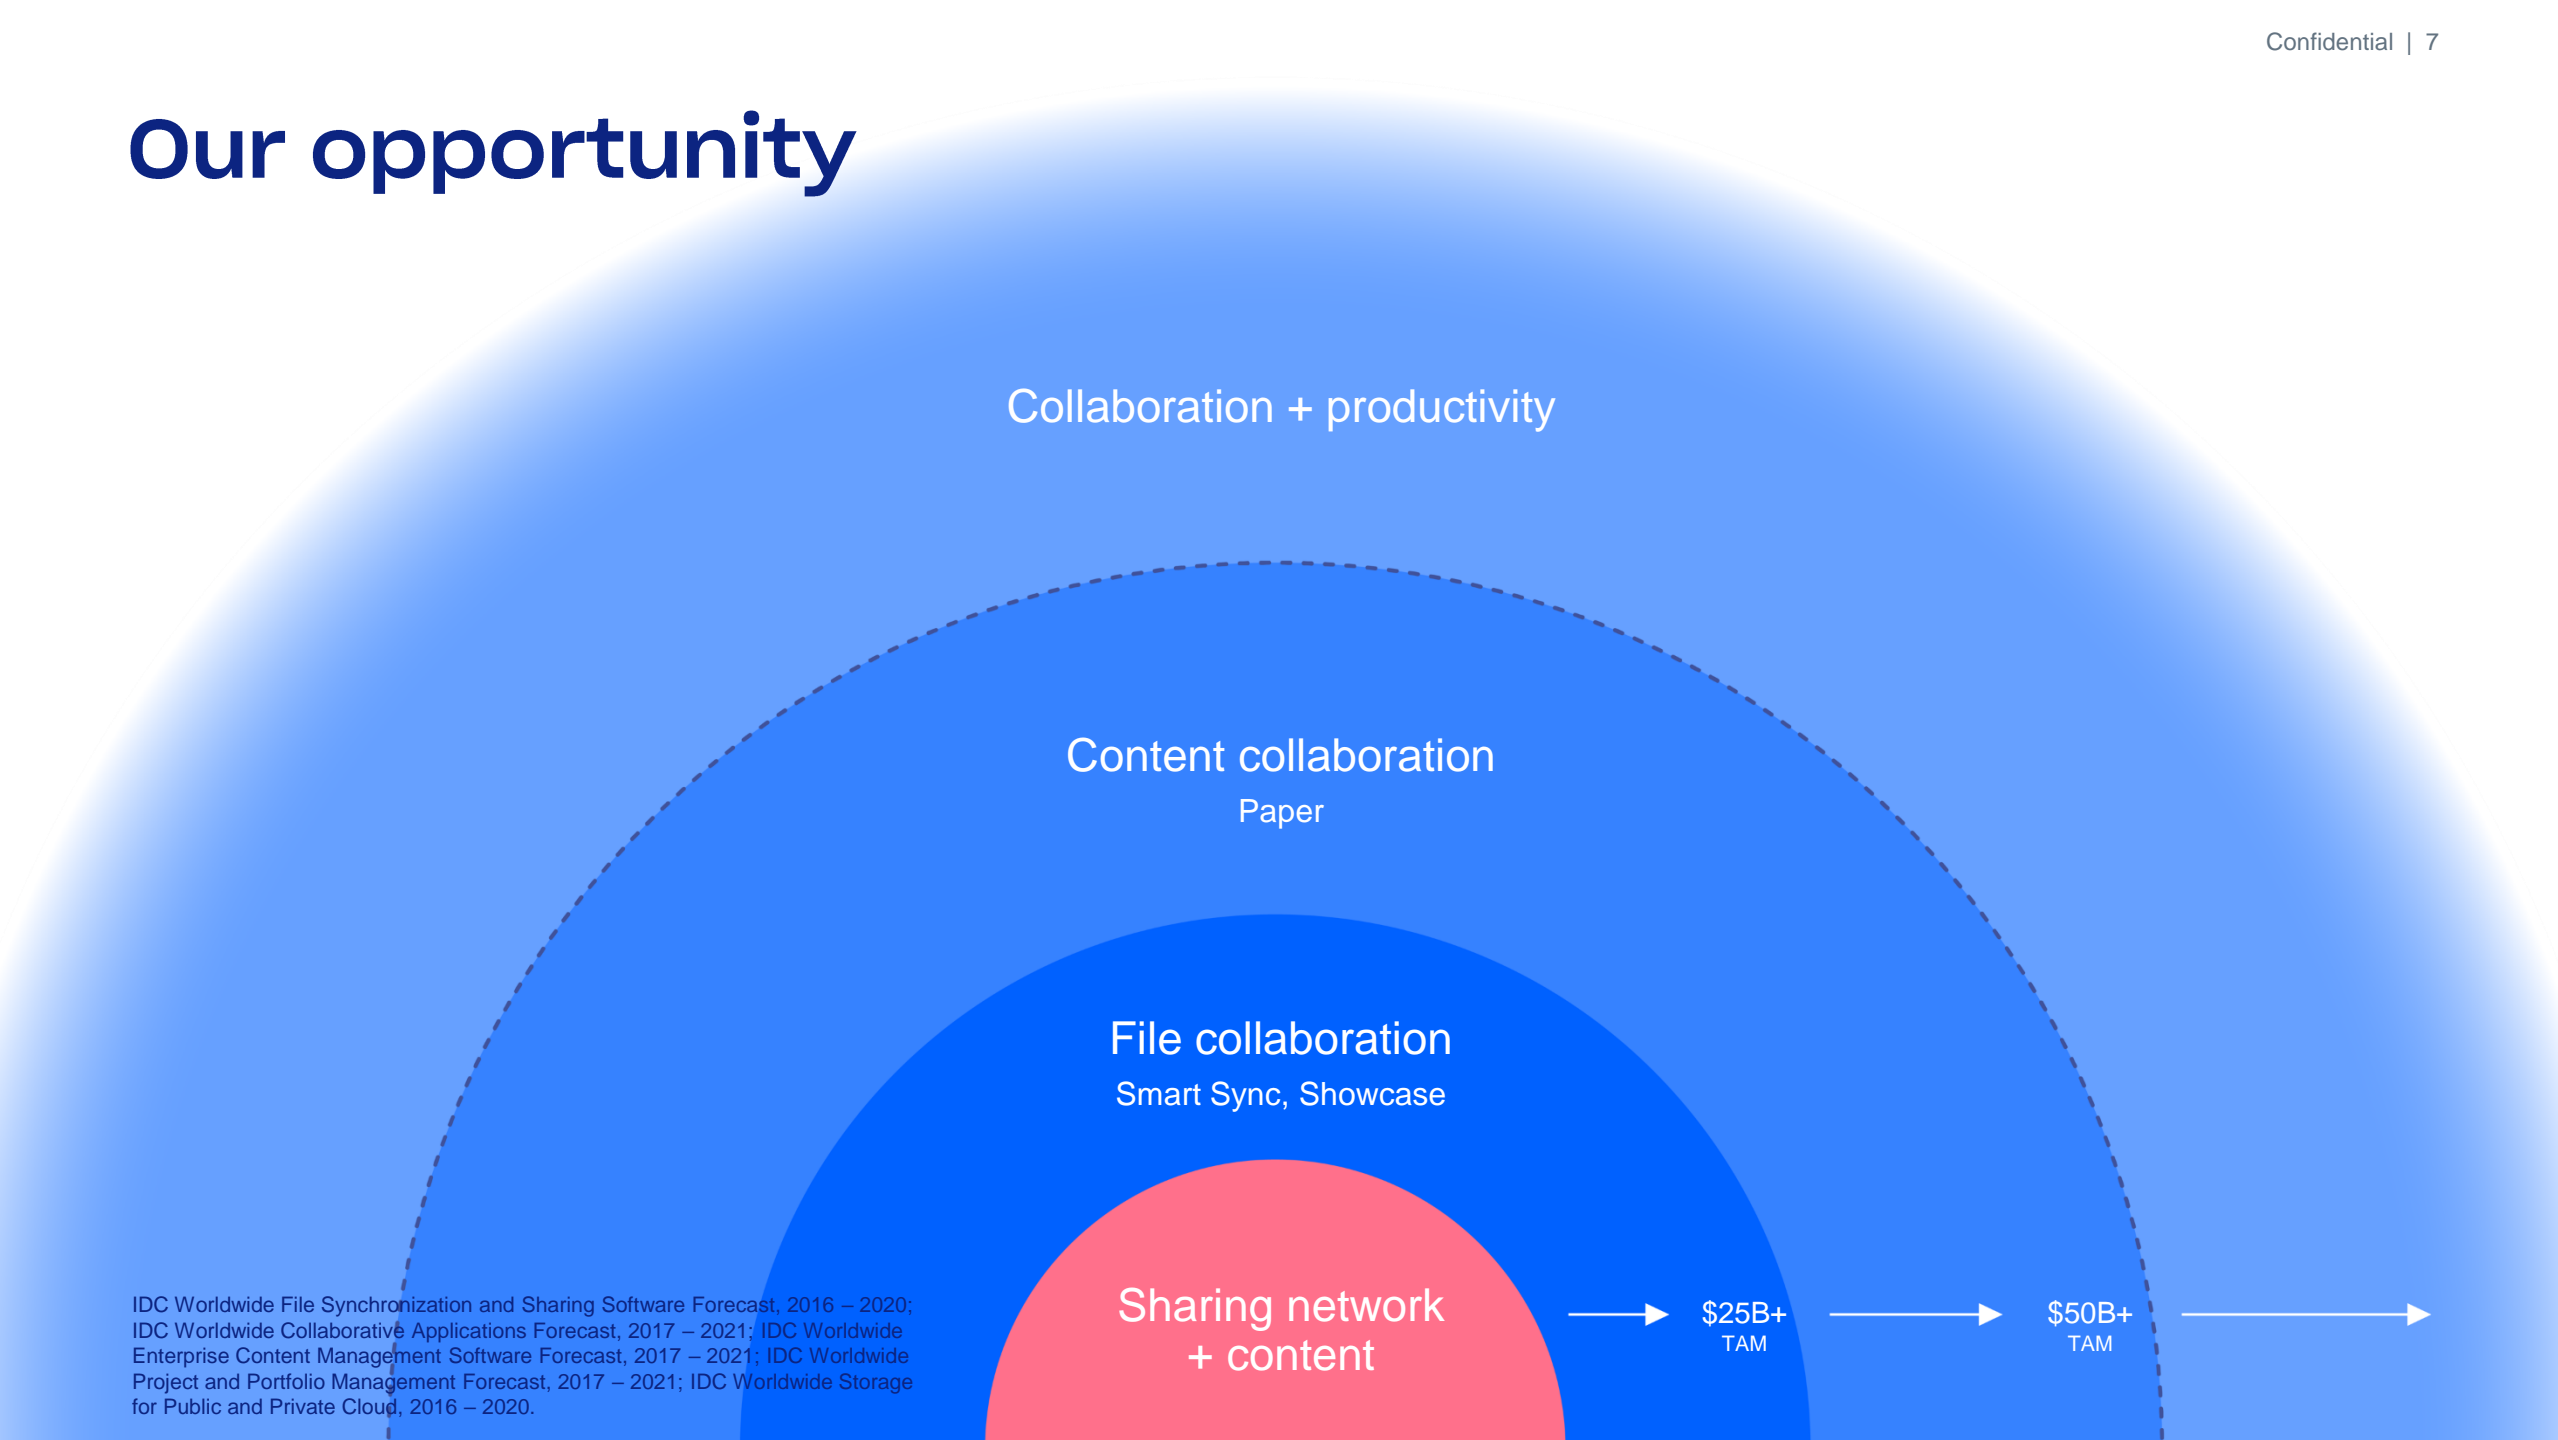 Confidential | 7
Our opportunity
Collaboration + productivity
Content collaboration
Paper
File collaboration
Smart Sync, Showcase
Sharing network
+ content
$25B+
TAM
$50B+
TAM
IDC Worldwide File Synchronization and Sharing Software Forecast, 2016 – 2020;
IDC Worldwide Collaborative Applications Forecast, 2017 – 2021; IDC Worldwide
Enterprise Content Management Software Forecast, 2017 – 2021; IDC Worldwide
Project and Portfolio Management Forecast, 2017 – 2021; IDC Worldwide Storage
for Public and Private Cloud, 2016 – 2020.